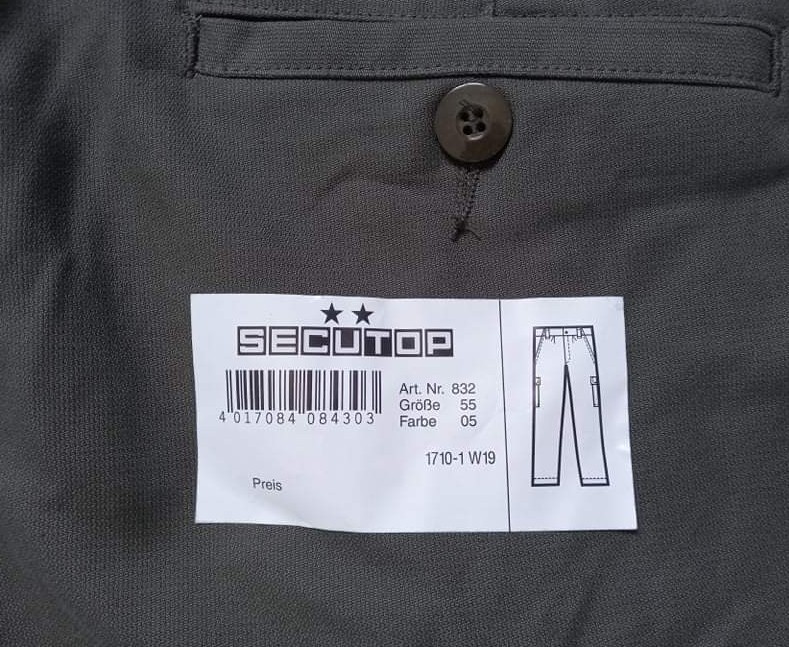 SECUTOP
4 017084 084303
Art. Nr. 832
Größe 55
Farbe 05
1710-1 W19
Preis